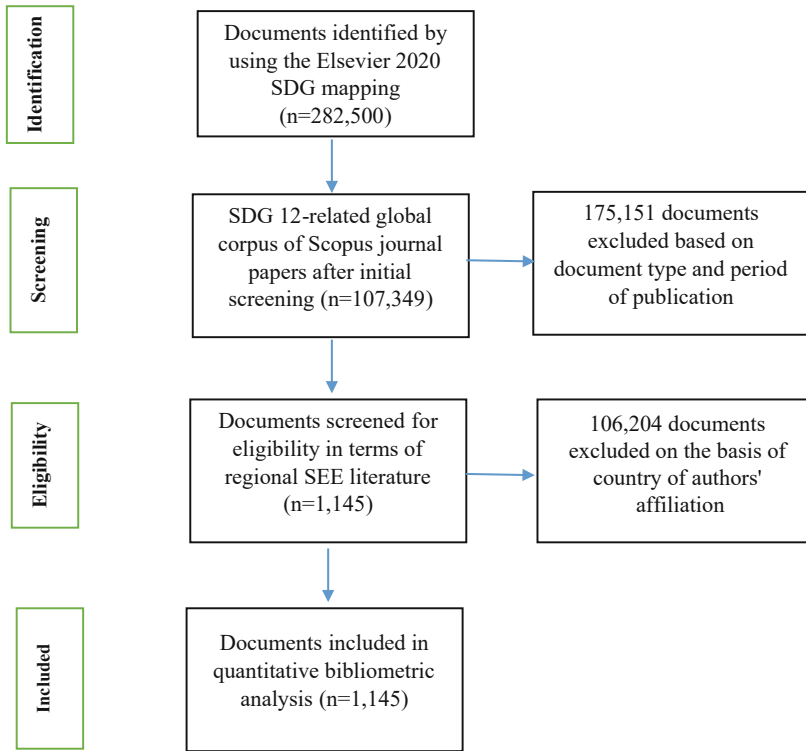 Identification
Documents identified by
using the Elsevier 2020
SDG mapping
(n=282,500)
Screening
SDG 12-related global
corpus of Scopus journal
papers after initial
screening (n=107,349)
175,151 documents
excluded based on
document type and period
of publication
Eligibility
Documents screened for
eligibility in terms of
regional SEE literature
(n=1,145)
106,204 documents
excluded on the basis of
country of authors'
affiliation
Included
Documents included in
quantitative bibliometric
analysis (n=1,145)